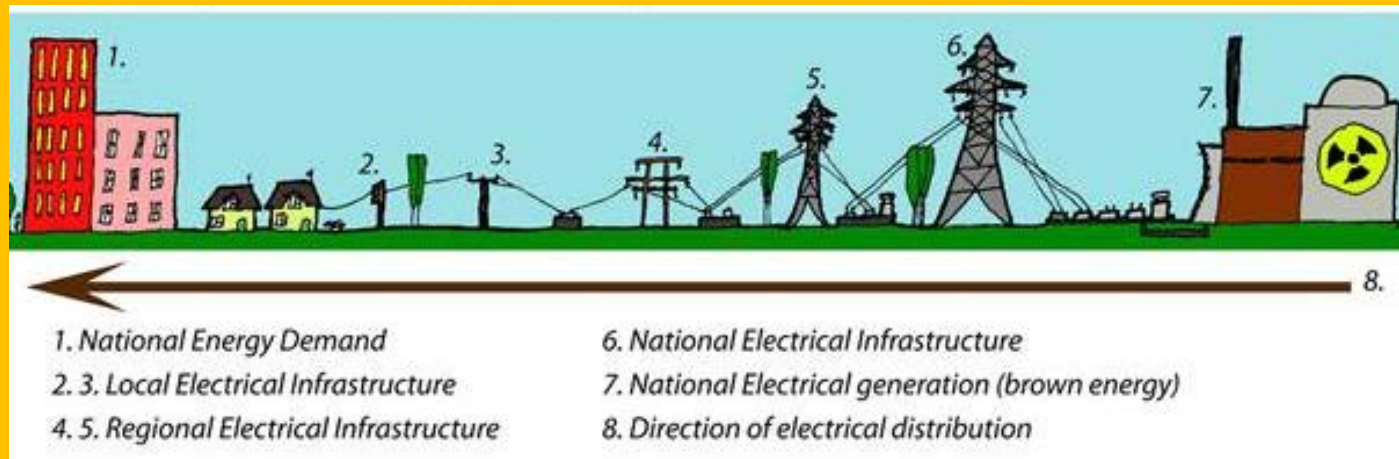 1.
2.
3.
4.
5.
6.
7.
8.
1. National Energy Demand
2. 3. Local Electrical Infrastructure
4. 5. Regional Electrical Infrastructure
6. National Electrical Infrastructure
7. National Electrical generation (brown energy)
8. Direction of electrical distribution